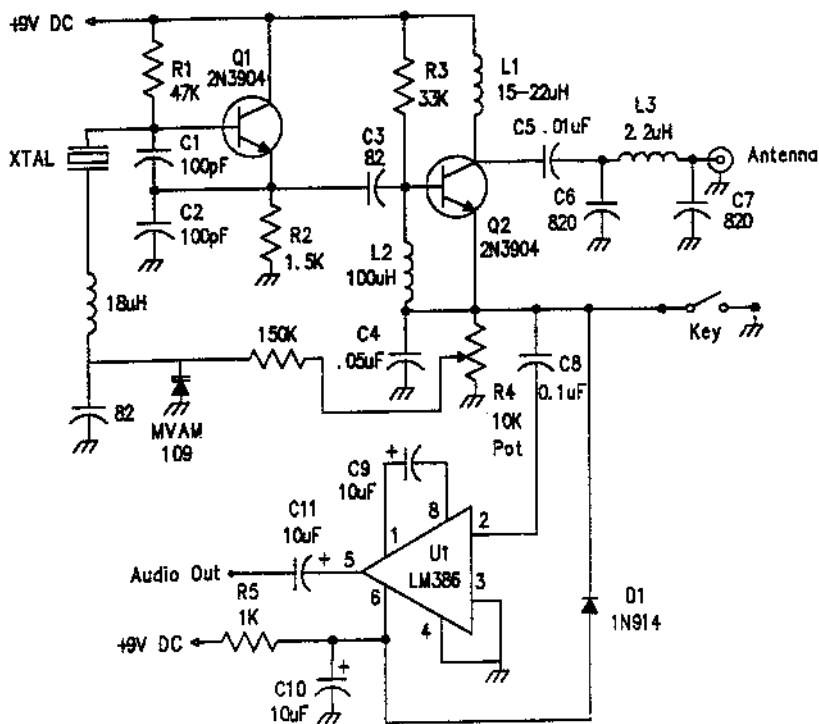 +9V DC
R1
47K
Q1
2N3904
R3
33K
L1
15-22uH
L3
2.2uH
XTAL
C1
100pF
C3
82
C5 .01uF
Antenna
C2
100pF
R2
1.5K
C6
820
C7
820
Q2
2N3904
L2
100uH
18uH
150K
C4
.05uF
Key
C8
0.1uF
R4
10K
Pot
82
MVAM
109
C9
10uF
+
8
1
2
C11
10uF
+
5
U1
LM386
3
Audio Out
R5
1K
6
4
D1
1N914
+9V DC
C10
10uF
+